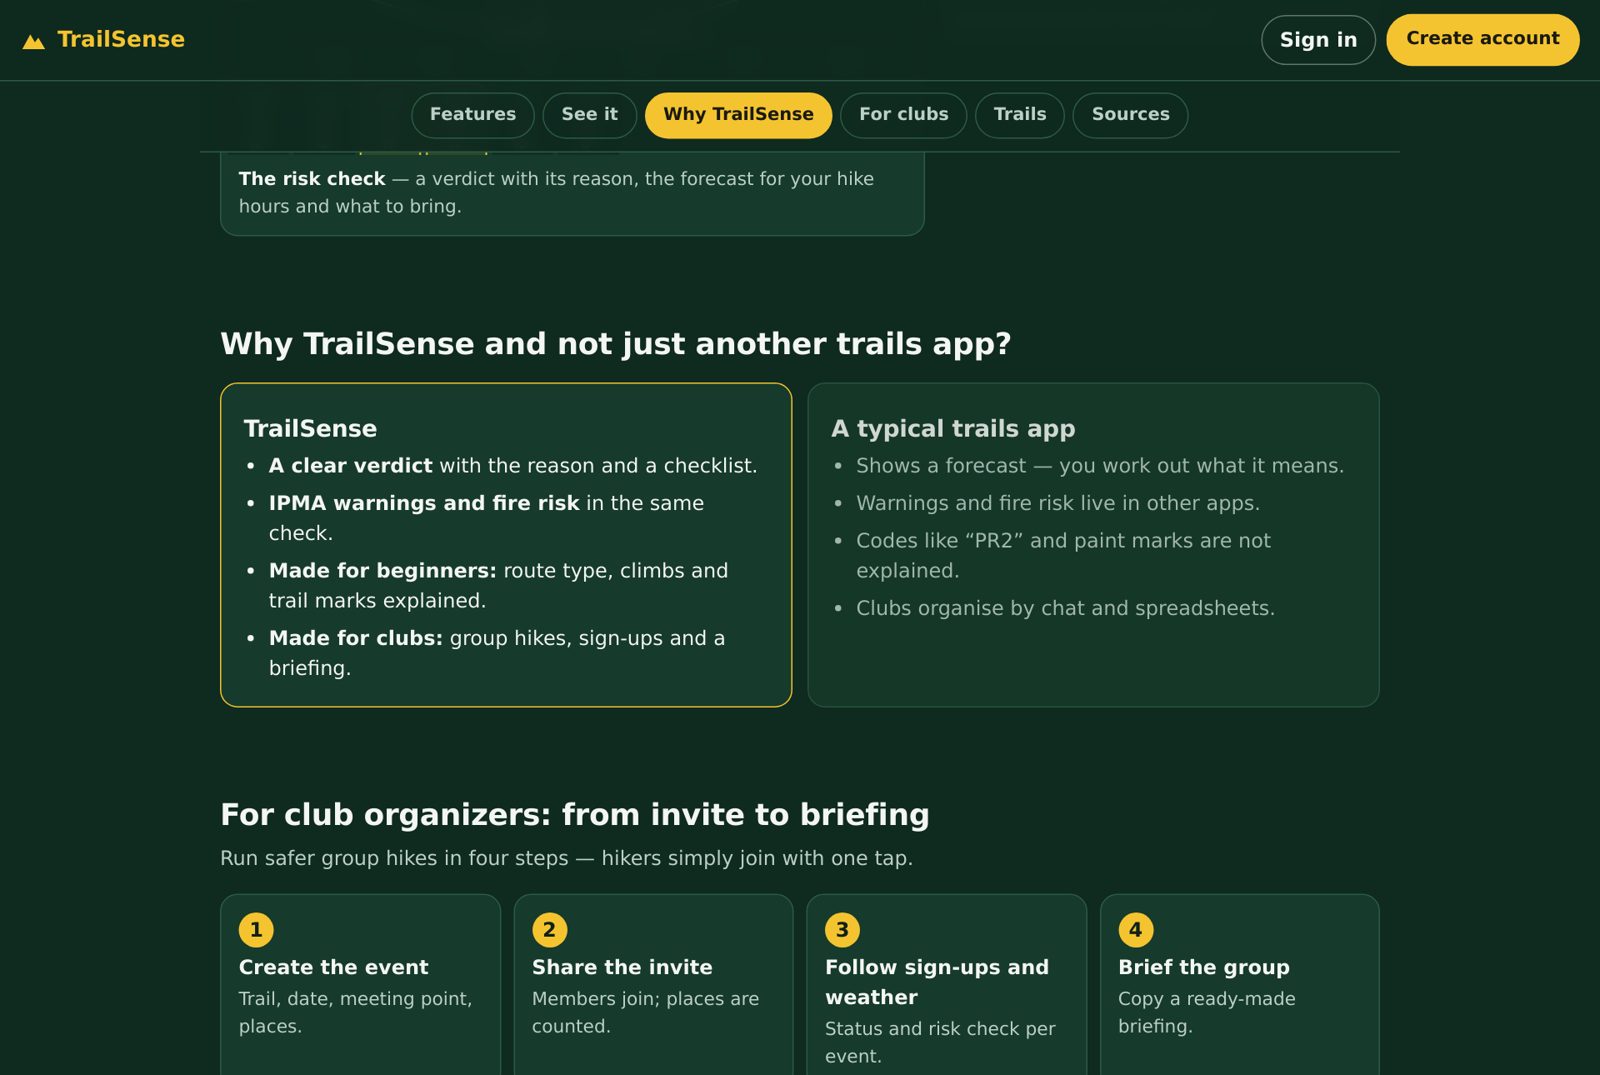 TrailSense
Sign in
Create account
Features
See it
Why TrailSense
For clubs
Trails
Sources
The risk check — a verdict with its reason, the forecast for your hike
hours and what to bring.
Why TrailSense and not just another trails app?
TrailSense
• A clear verdict with the reason and a checklist.
• IPMA warnings and fire risk in the same
check.
• Made for beginners: route type, climbs and
trail marks explained.
• Made for clubs: group hikes, sign-ups and a
briefing.
A typical trails app
• Shows a forecast — you work out what it means.
• Warnings and fire risk live in other apps.
• Codes like “PR2” and paint marks are not
explained.
• Clubs organise by chat and spreadsheets.
For club organizers: from invite to briefing
Run safer group hikes in four steps — hikers simply join with one tap.
1
Create the event
Trail, date, meeting point,
places.
2
Share the invite
Members join; places are
counted.
3
Follow sign-ups and
weather
Status and risk check per
event.
4
Brief the group
Copy a ready-made
briefing.